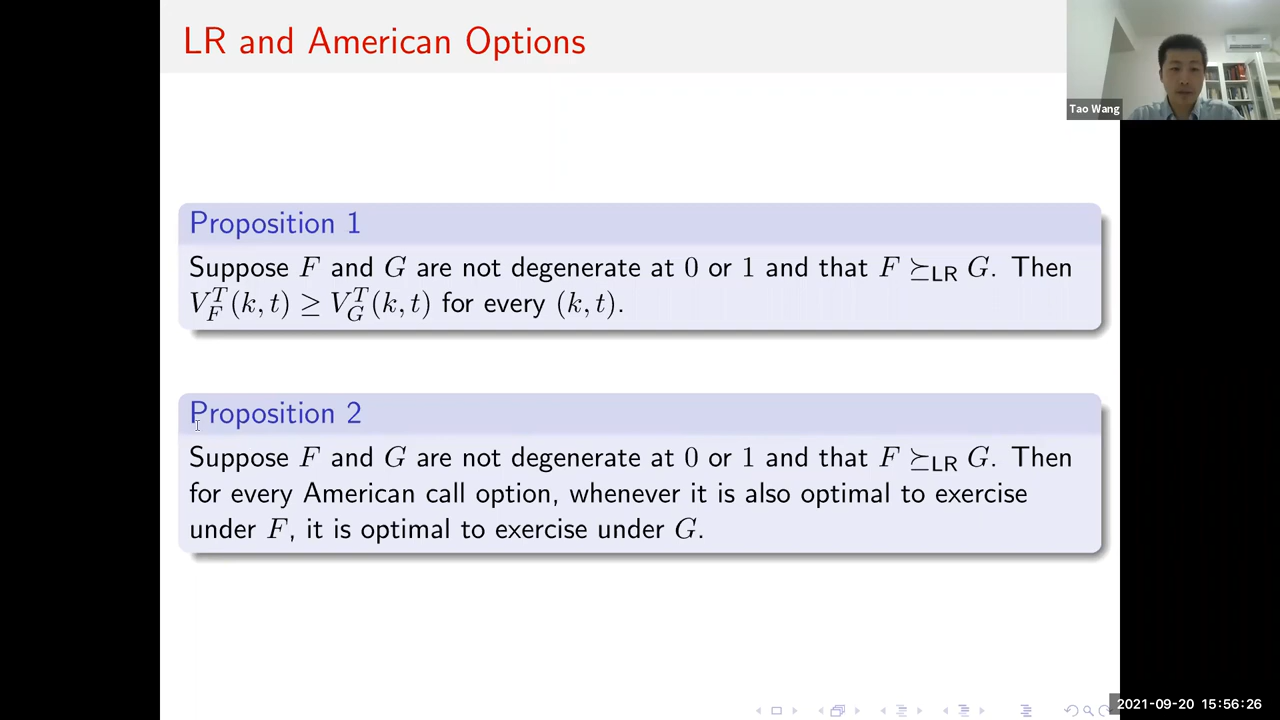 LR and American Options
Tao Wang
Proposition 1
Suppose F and G are not degenerate at 0 or 1 and that F ⪰_LR G. Then
V_F^T(k, t) ≥ V_G^T(k, t) for every (k, t).
Proposition 2
Suppose F and G are not degenerate at 0 or 1 and that F ⪰_LR G. Then
for every American call option, whenever it is also optimal to exercise
under F, it is optimal to exercise under G.
2021-09-20 15:56:26